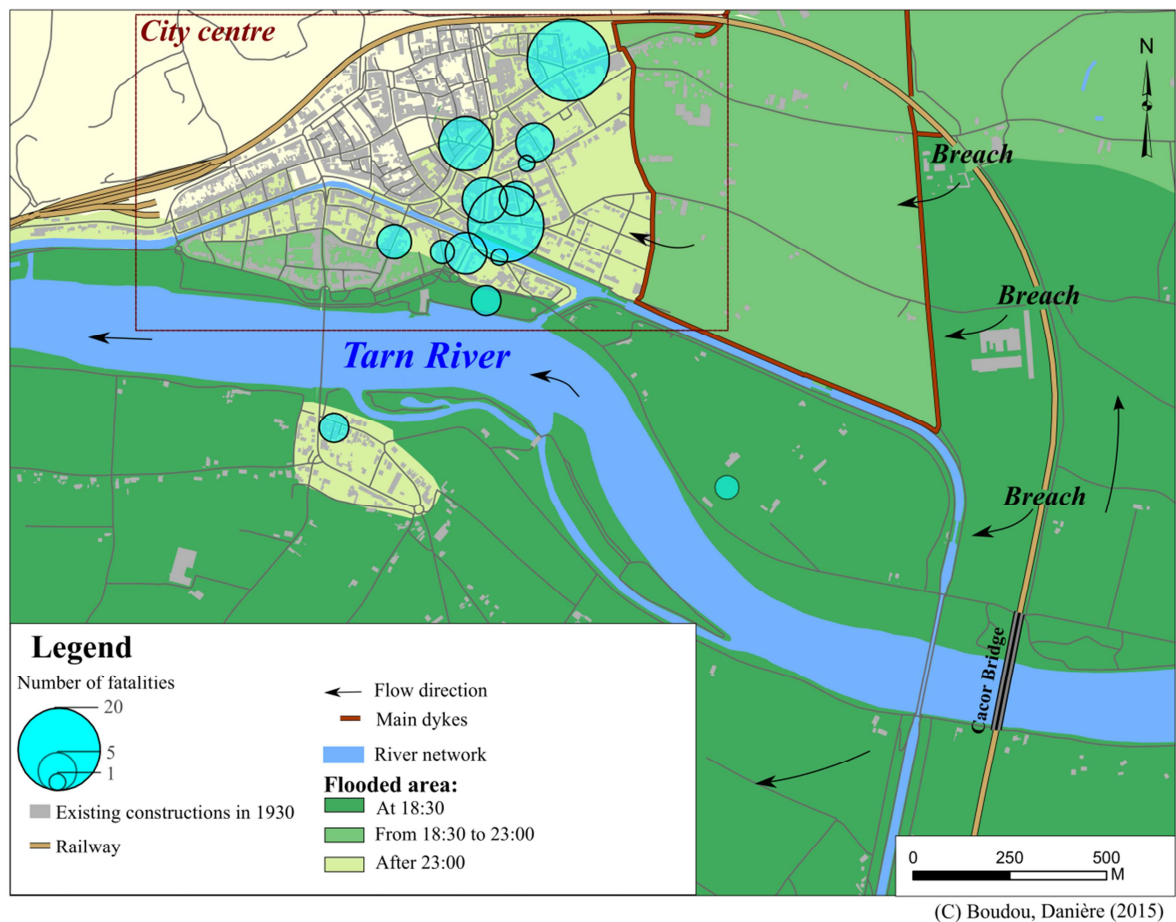 City centre
N
Breach
Breach
Tarn River
Breach
Cacor Bridge
Legend
Number of fatalities
20
5
1
Existing constructions in 1930
Railway
Flow direction
Main dykes
River network
Flooded area:
At 18:30
From 18:30 to 23:00
After 23:00
0 250 500
M
(C) Boudou, Danière (2015)